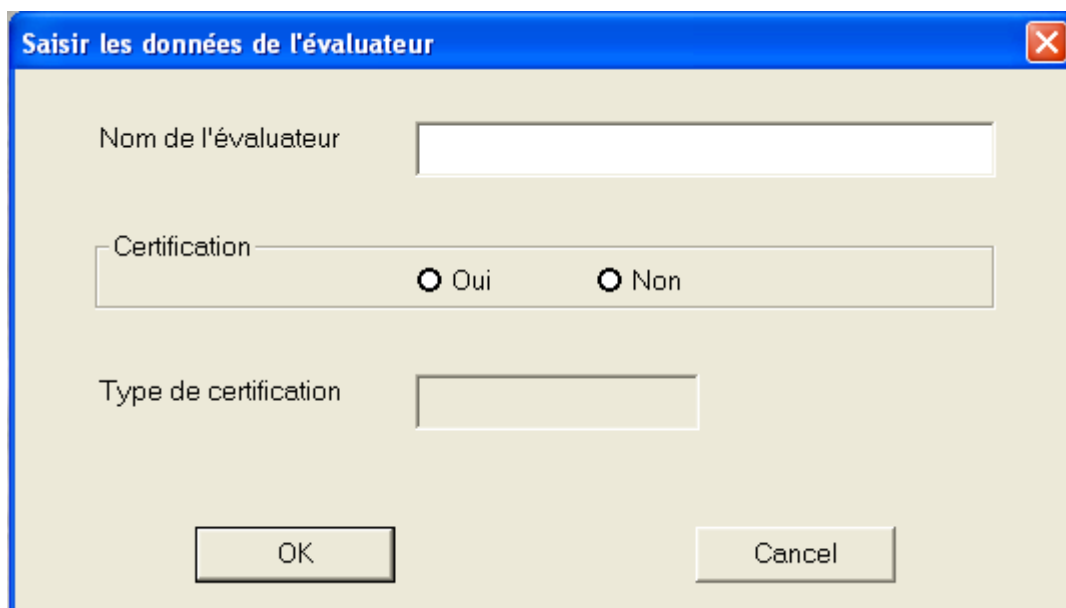 Saisir les données de l'évaluateur
Nom de l'évaluateur
Certification
Oui Non
Type de certification
OK Cancel